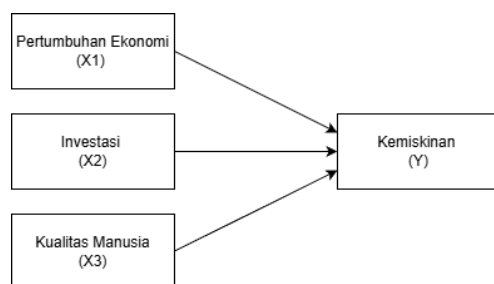 Pertumbuhan Ekonomi
(X1)
Investasi
(X2)
Kemiskinan
(Y)
Kualitas Manusia
(X3)